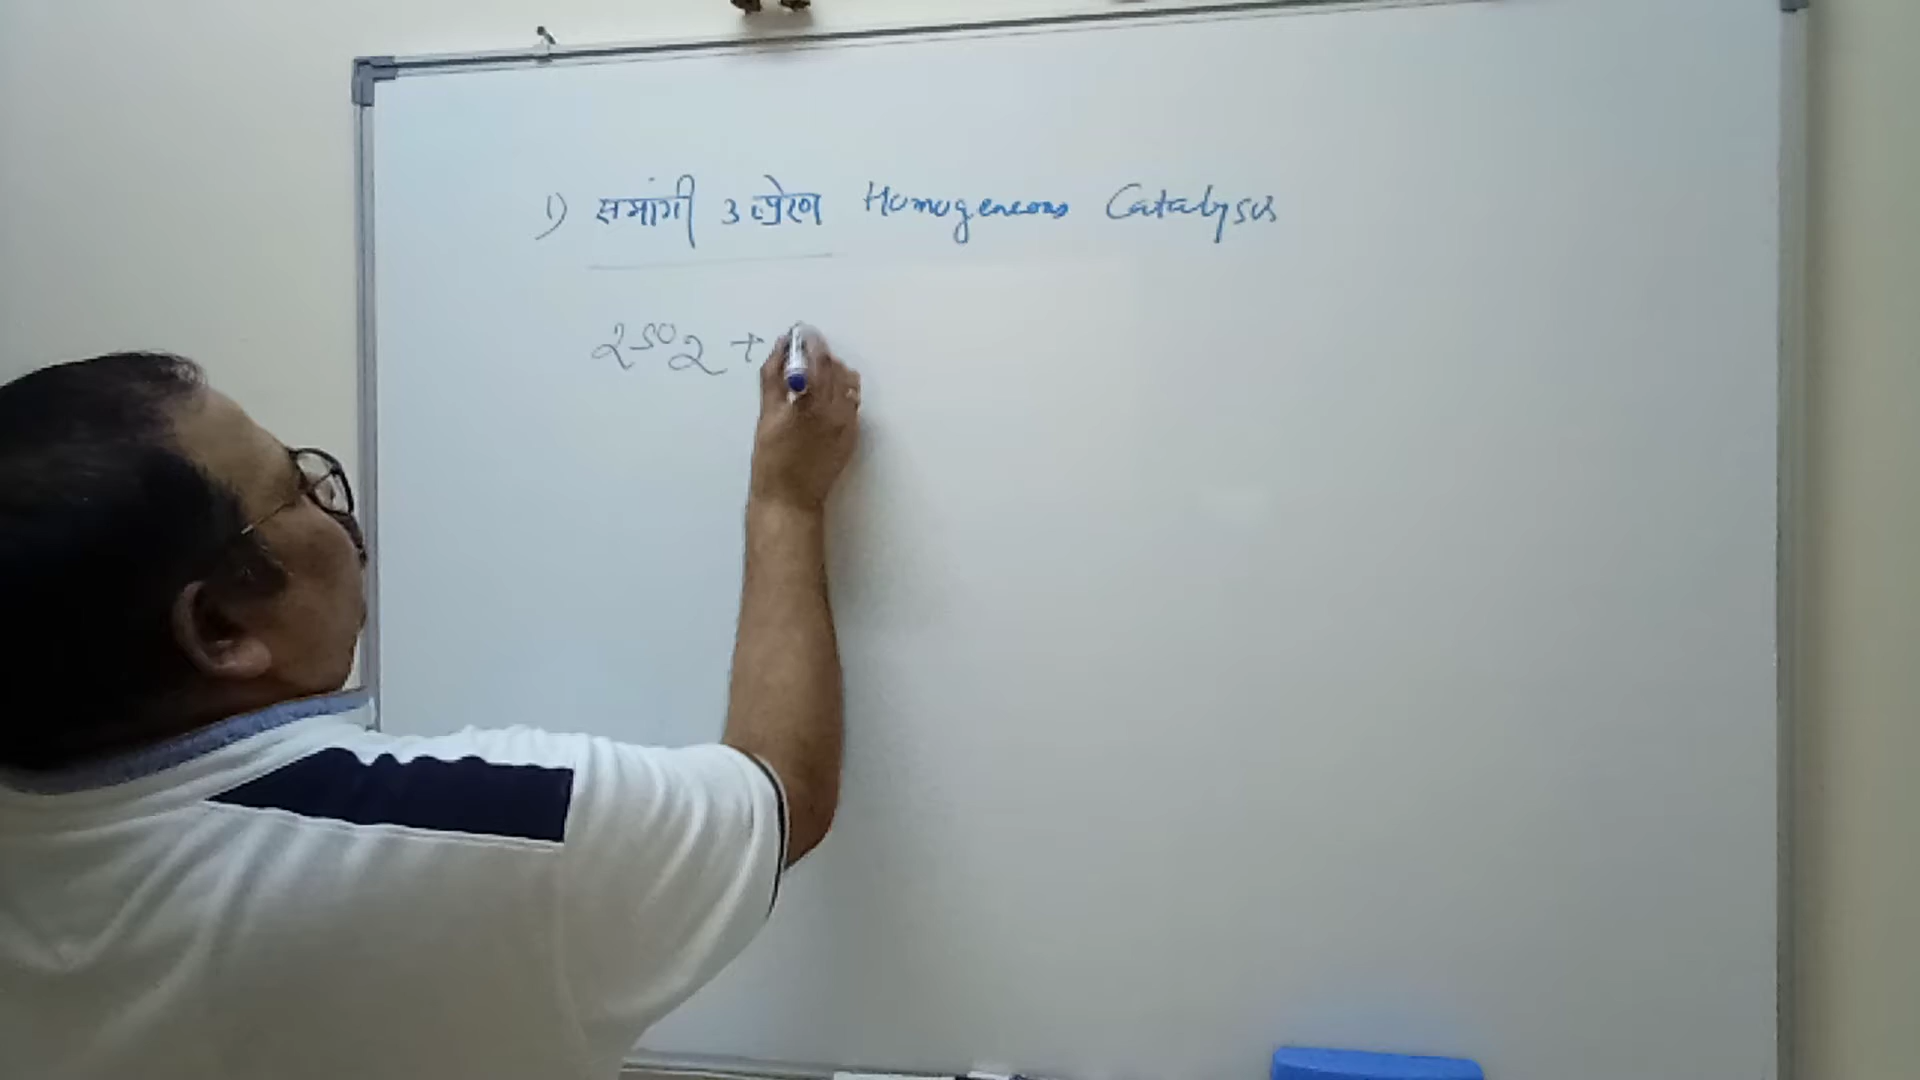 1) समांगी उत्प्रेरण Homogeneous Catalysis
2SO2 +